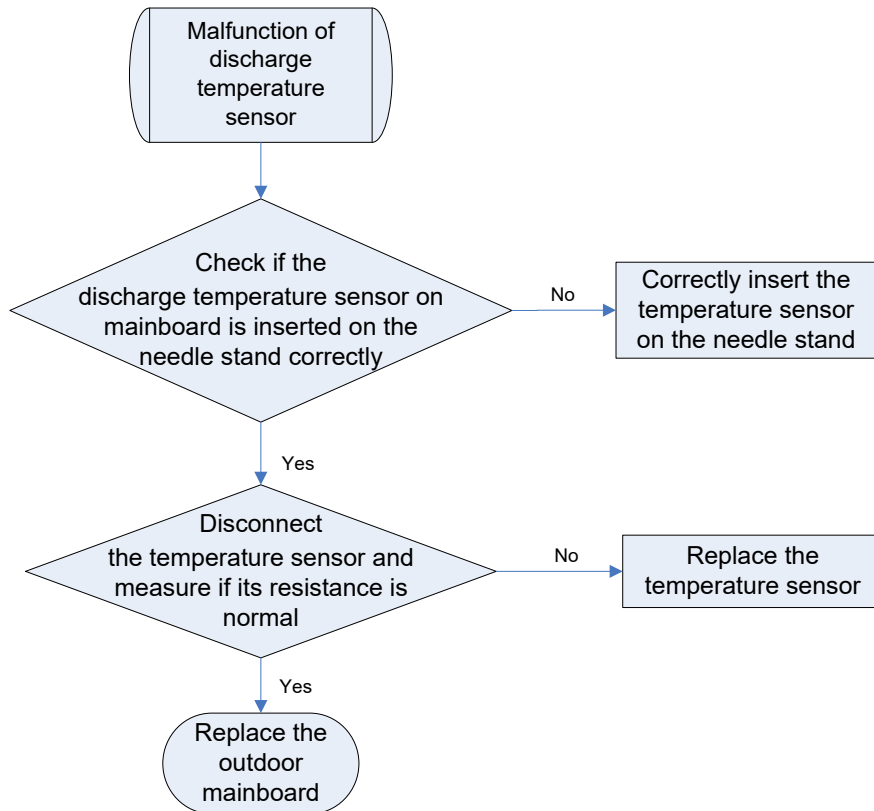 Malfunction of
discharge
temperature
sensor
Check if the
discharge temperature sensor on
mainboard is inserted on the
needle stand correctly
No
Correctly insert the
temperature sensor
on the needle stand
Yes
Disconnect
the temperature sensor and
measure if its resistance is
normal
No
Replace the
temperature sensor
Yes
Replace the
outdoor
mainboard